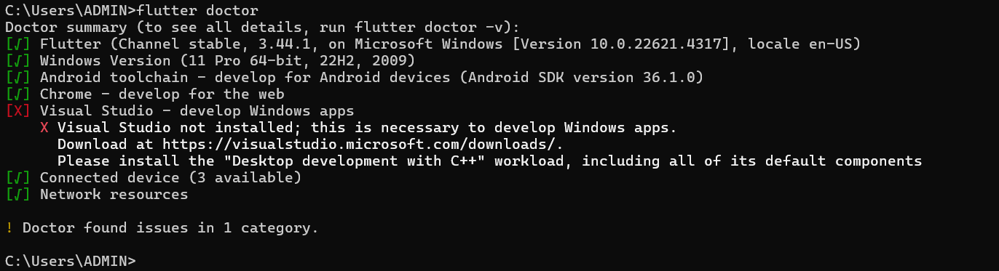 C:\Users\ADMIN>flutter doctor
Doctor summary (to see all details, run flutter doctor -v):
[√] Flutter (Channel stable, 3.44.1, on Microsoft Windows [Version 10.0.22621.4317], locale en-US)
[√] Windows Version (11 Pro 64-bit, 22H2, 2009)
[√] Android toolchain - develop for Android devices (Android SDK version 36.1.0)
[√] Chrome - develop for the web
[X] Visual Studio - develop Windows apps
X Visual Studio not installed; this is necessary to develop Windows apps.
Download at https://visualstudio.microsoft.com/downloads/.
Please install the "Desktop development with C++" workload, including all of its default components
[√] Connected device (3 available)
[√] Network resources
! Doctor found issues in 1 category.
C:\Users\ADMIN>